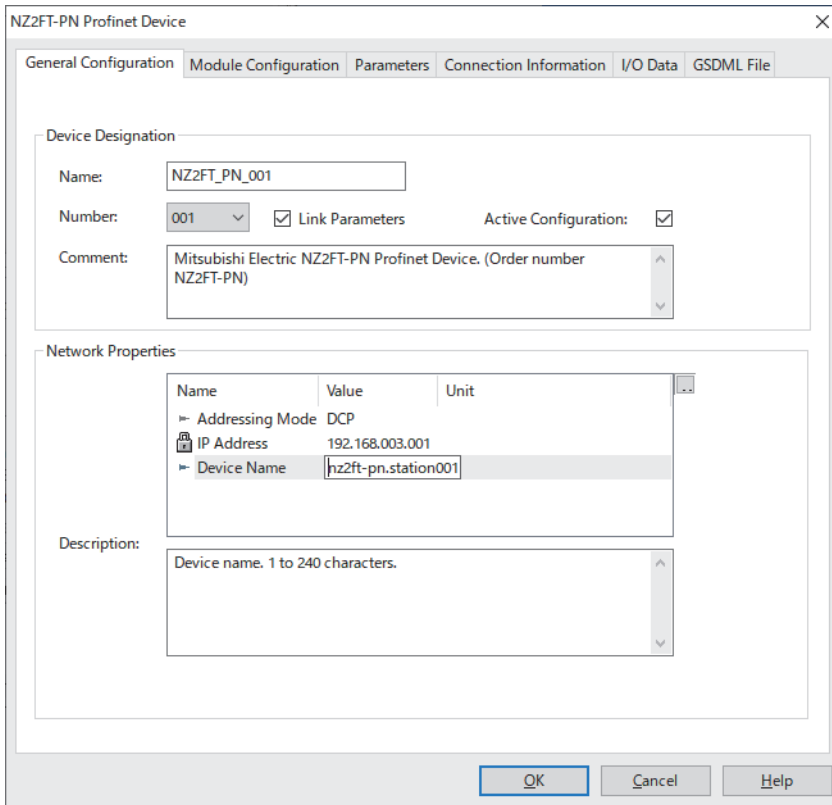 NZ2FT-PN Profinet Device
General Configuration Module Configuration Parameters Connection Information I/O Data GSDML File
Device Designation
Name: NZ2FT_PN_001
Number: 001 Link Parameters Active Configuration:
Comment: Mitsubishi Electric NZ2FT-PN Profinet Device. (Order number
NZ2FT-PN)
Network Properties
Name Value Unit
Addressing Mode DCP
IP Address 192.168.003.001
Device Name nz2ft-pn.station001
Description:
Device name. 1 to 240 characters.
OK Cancel Help